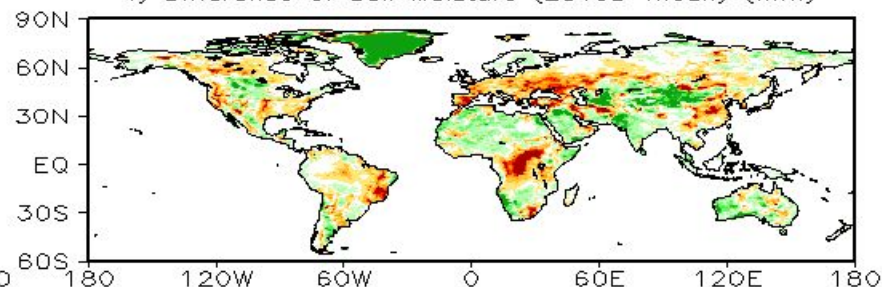 Difference of Soil Moisture
90N
60N
30N
EQ
30S
60S
180 120W 60W 0 60E 120E 180